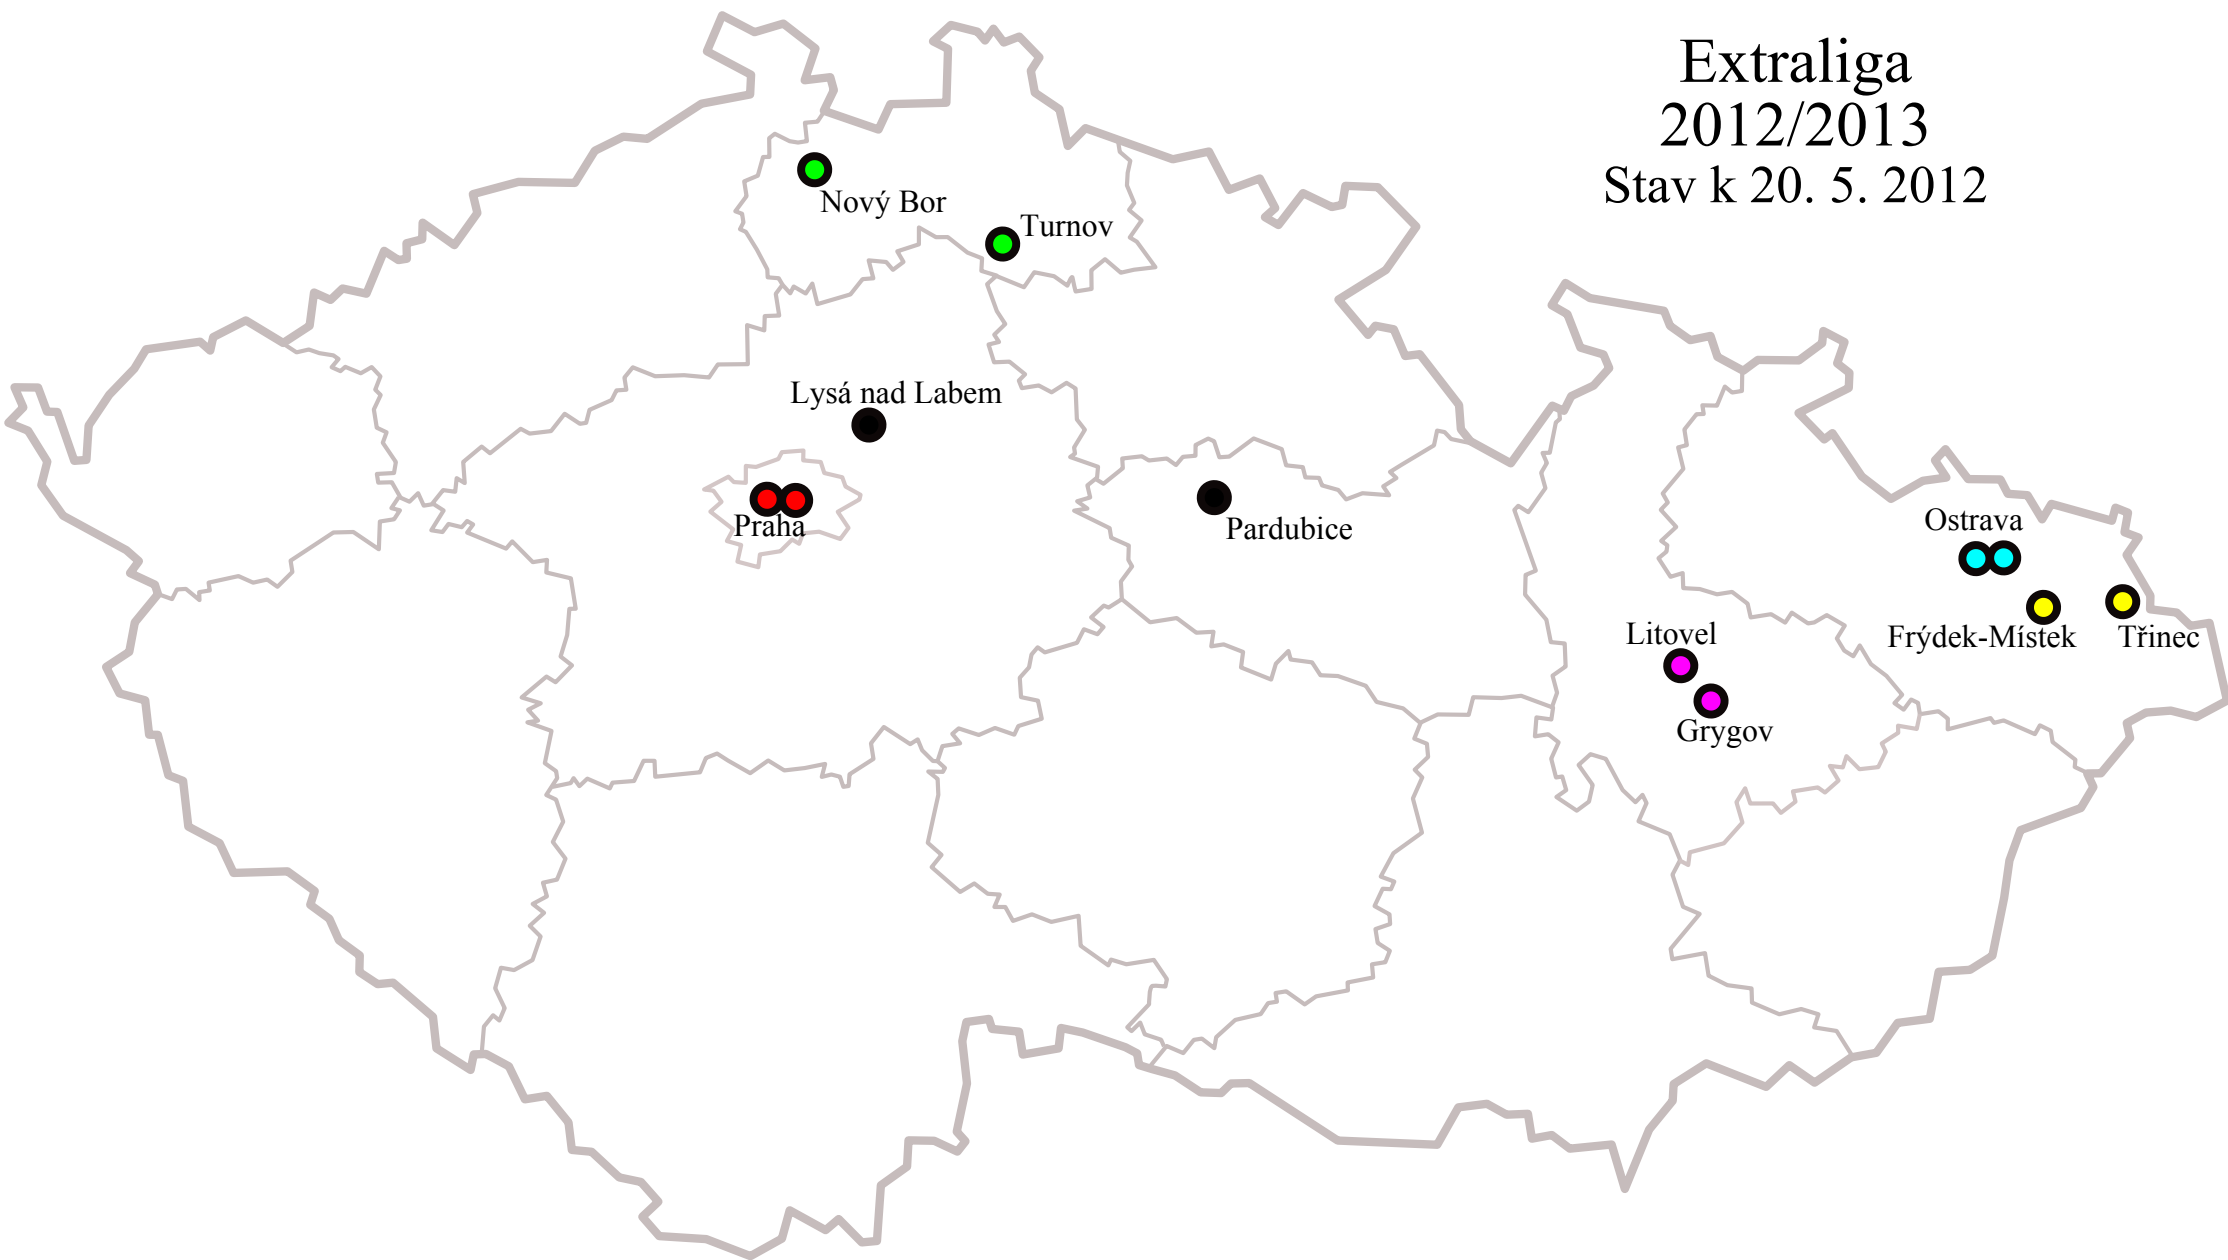 Extraliga
2012/2013
Stav k 20. 5. 2012
Nový Bor
Turnov
Lysá nad Labem
Praha
Pardubice
Ostrava
Litovel
Frýdek-Místek
Třinec
Grygov